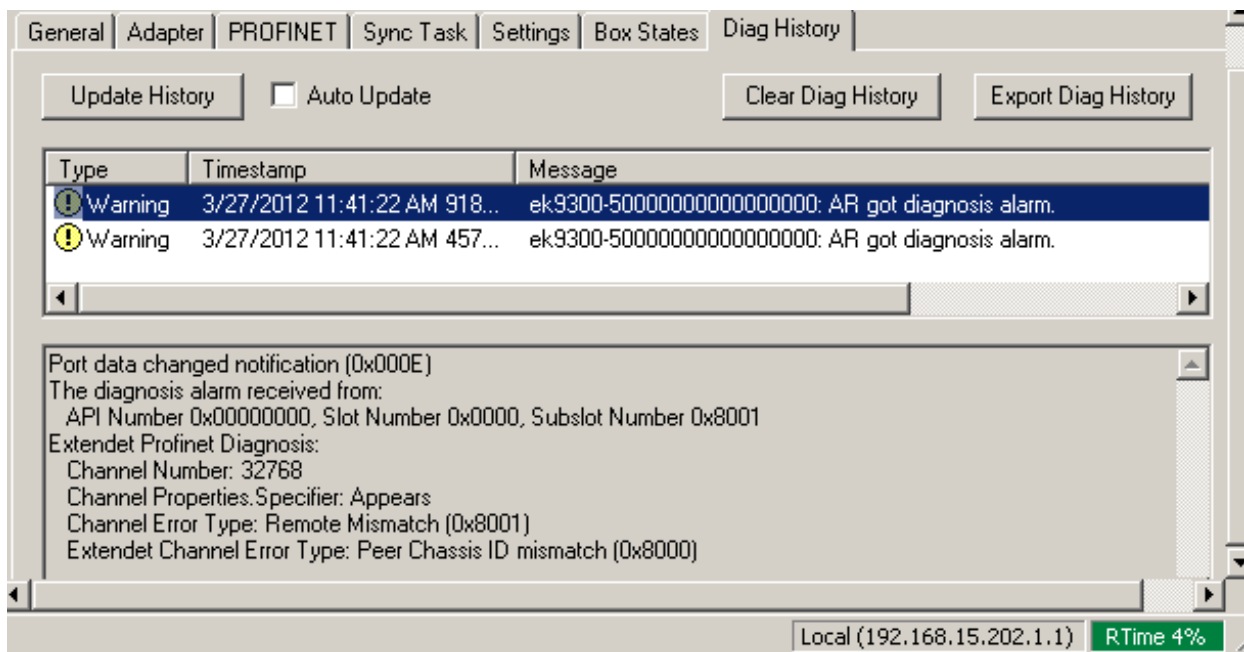 General Adapter PROFINET Sync Task Settings Box States Diag History
Update History Auto Update Clear Diag History Export Diag History
Type Timestamp Message
Warning 3/27/2012 11:41:22 AM 918... ek9300-50000000000000000: AR got diagnosis alarm.
Warning 3/27/2012 11:41:22 AM 457... ek9300-50000000000000000: AR got diagnosis alarm.
Port data changed notification (0x000E)
The diagnosis alarm received from:
API Number 0x00000000, Slot Number 0x0000, Subslot Number 0x8001
Extendet Profinet Diagnosis:
Channel Number: 32768
Channel Properties.Specifier: Appears
Channel Error Type: Remote Mismatch (0x8001)
Extendet Channel Error Type: Peer Chassis ID mismatch (0x8000)
Local (192.168.15.202.1.1) RTime 4%